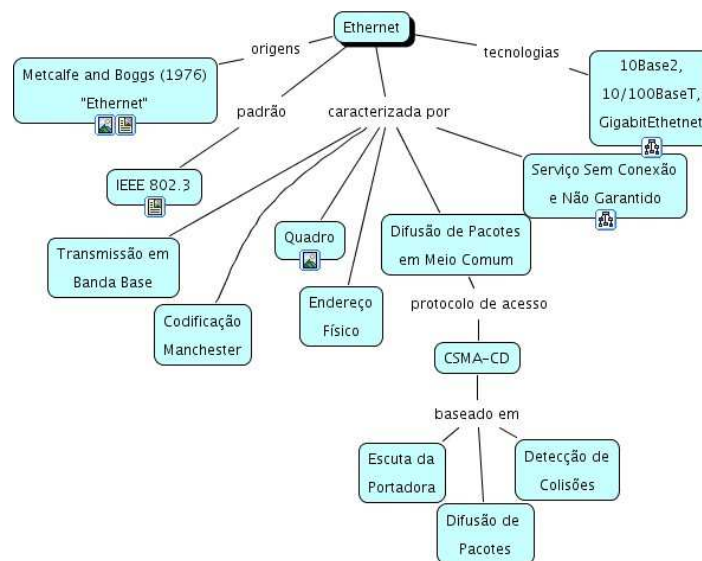 Ethernet
origens
tecnologias
Metcalfe and Boggs (1976)
"Ethernet"
10Base2,
10/100BaseT,
GigabitEthetnet
padrão
caracterizada por
IEEE 802.3
Serviço Sem Conexão
e Não Garantido
Transmissão em
Banda Base
Codificação
Manchester
Quadro
Endereço
Físico
Difusão de Pacotes
em Meio Comum
protocolo de acesso
CSMA-CD
baseado em
Escuta da
Portadora
Difusão de
Pacotes
Detecção de
Colisões